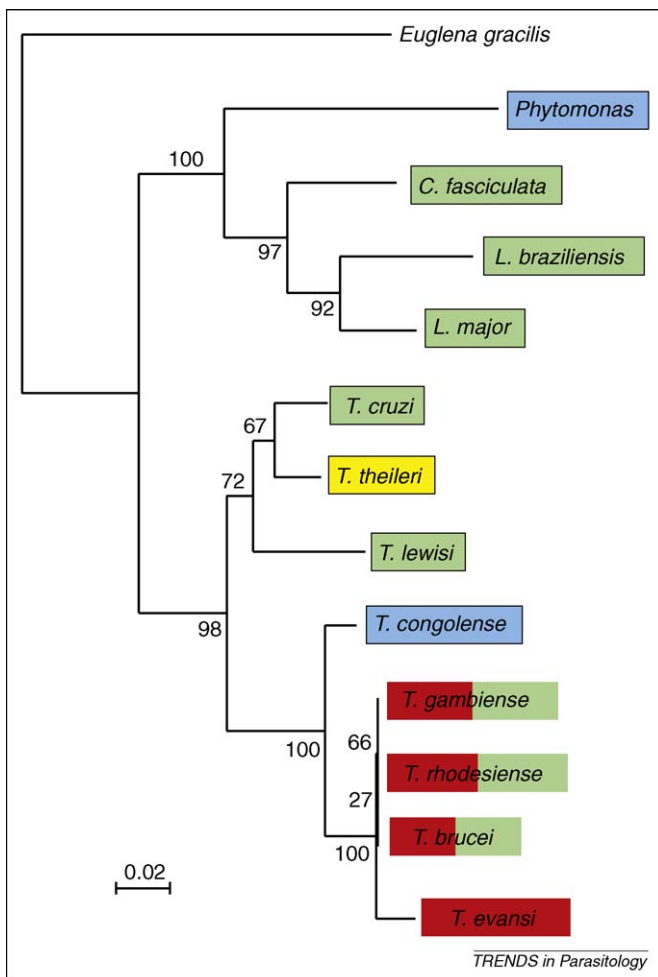 Euglena gracilis
Phytomonas
100
C. fasciculata
97
L. braziliensis
92
L. major
T. cruzi
67
T. theileri
72
T. lewisi
98
T. congolense
T. gambiense
100
66
T. rhodesiense
27
T. brucei
100
0.02
T. evansi
TRENDS in Parasitology